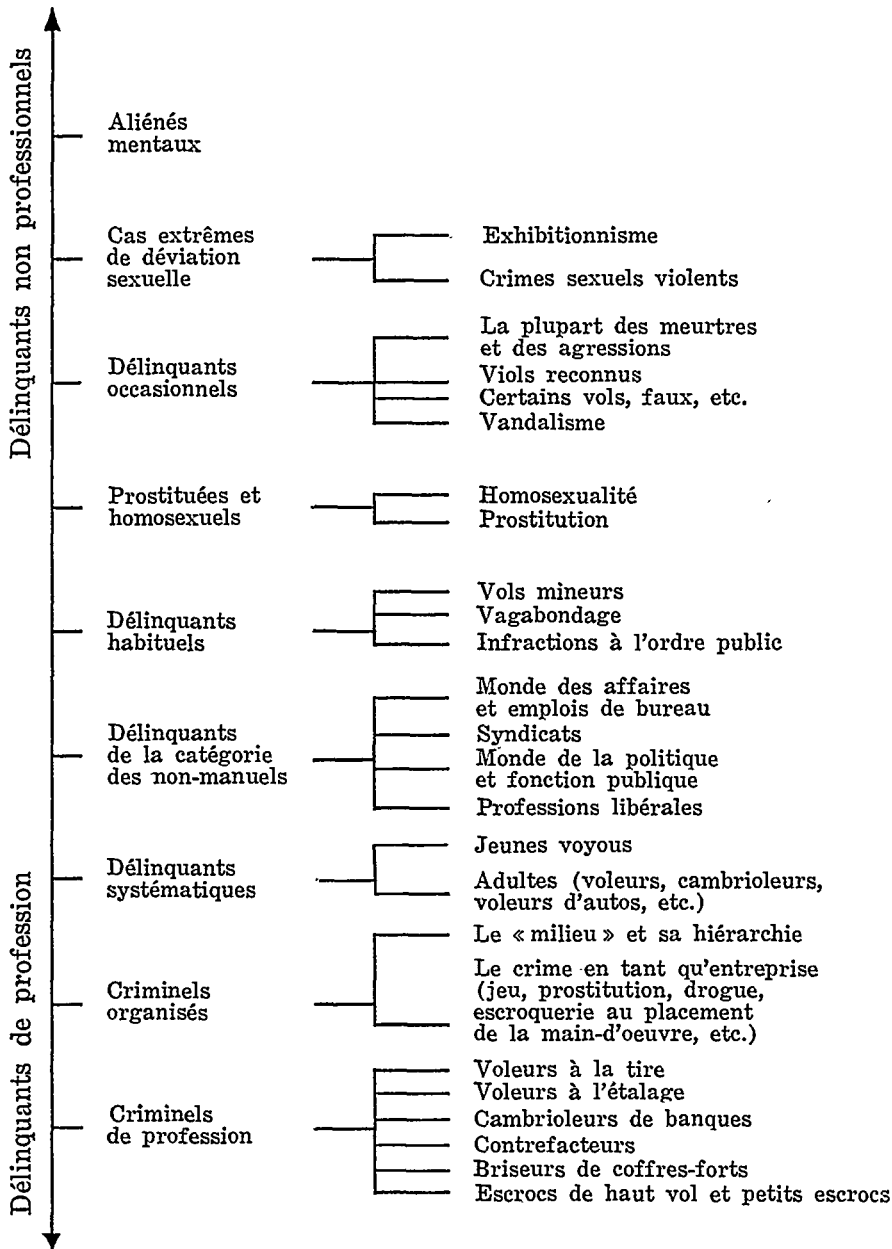 Délinquants non professionnels
Aliénés
mentaux
Cas extrêmes
de déviation
sexuelle
Exhibitionnisme
Crimes sexuels violents
Délinquants
occasionnels
La plupart des meurtres
et des agressions
Viols reconnus
Certains vols, faux, etc.
Vandalisme
Prostituées et
homosexuels
Homosexualité
Prostitution
Délinquants
habituels
Vols mineurs
Vagabondage
Infractions à l'ordre public
Délinquants
de la catégorie
des non-manuels
Monde des affaires
et emplois de bureau
Syndicats
Monde de la politique
et fonction publique
Professions libérales
Délinquants de profession
Délinquants
systématiques
Jeunes voyous
Adultes (voleurs, cambrioleurs,
voleurs d'autos, etc.)
Criminels
organisés
Le « milieu » et sa hiérarchie
Le crime en tant qu'entreprise
(jeu, prostitution, drogue,
escroquerie au placement
de la main-d'oeuvre, etc.)
Criminels
de profession
Voleurs à la tire
Voleurs à l'étalage
Cambrioleurs de banques
Contrefacteurs
Briseurs de coffres-forts
Escrocs de haut vol et petits escrocs